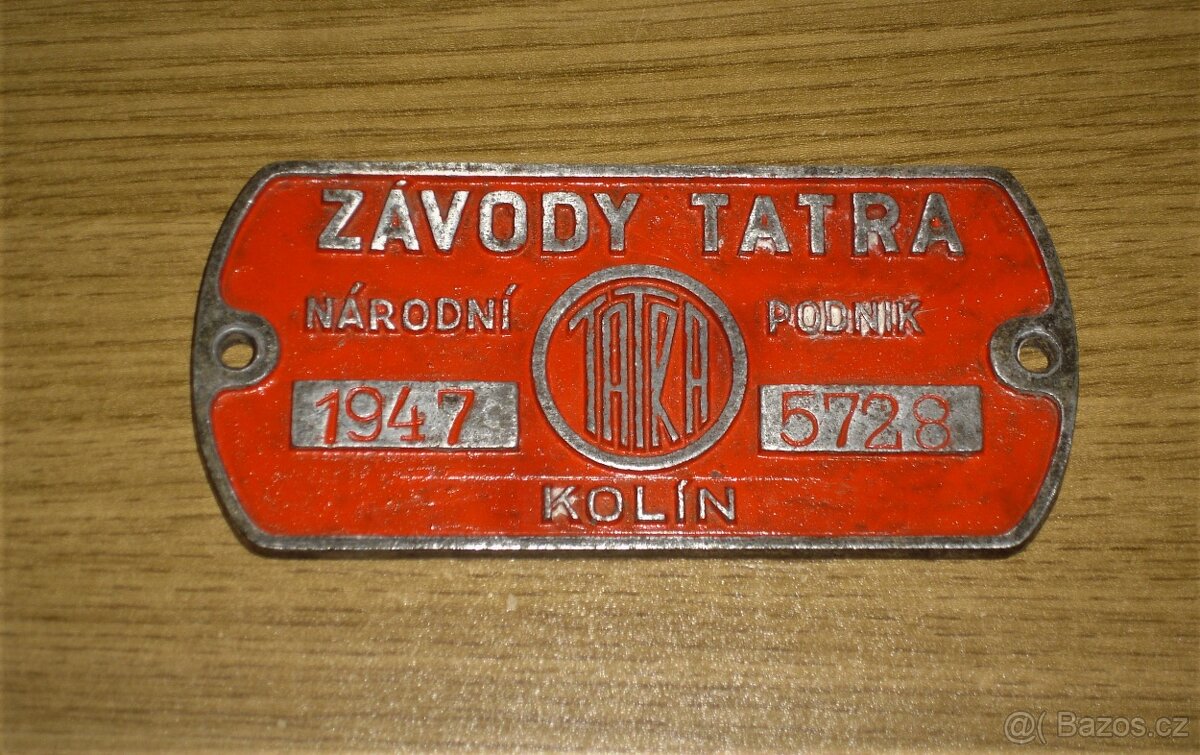 ZÁVODY TATRA
NÁRODNÍ PODNIK
TATRA
1947 5728
KOLÍN
@( Bazos.cz